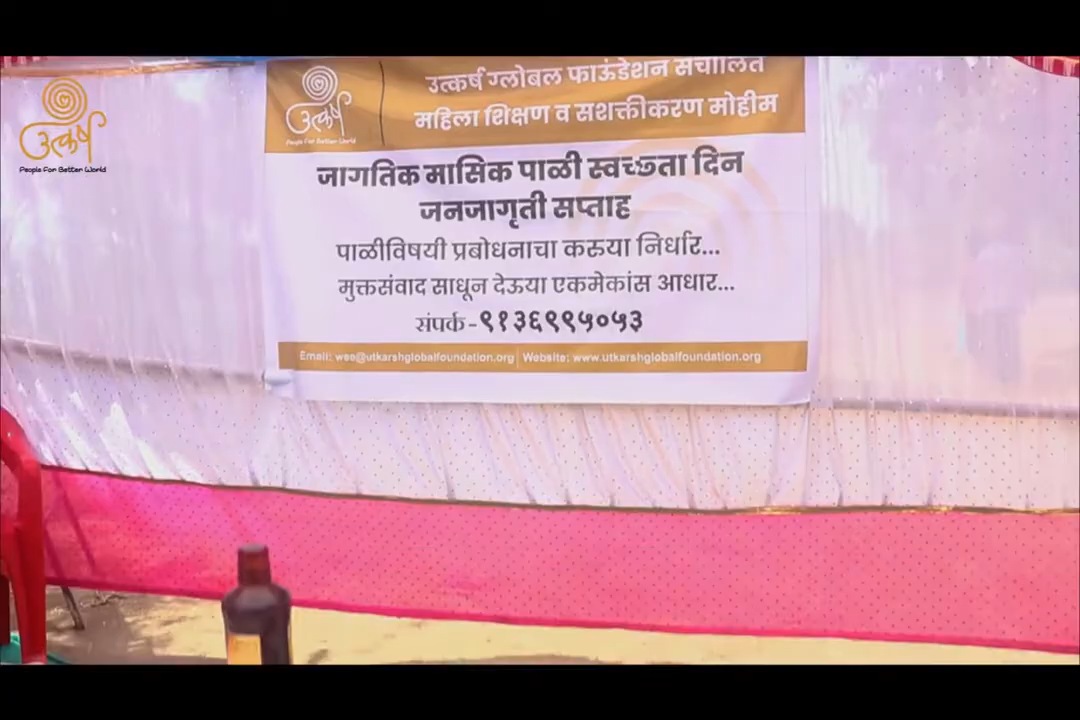 उत्कर्ष
People For Better World
उत्कर्ष
People For Better World
उत्कर्ष ग्लोबल फाऊंडेशन संचालित
महिला शिक्षण व सशक्तीकरण मोहीम
जागतिक मासिक पाळी स्वच्छता दिन
जनजागृती सप्ताह
पाळीविषयी प्रबोधनाचा करुया निर्धार...
मुक्तसंवाद साधून देऊया एकमेकांस आधार...
संपर्क-९१३६९९५०५३
Email: wee@utkarshglobalfoundation.org | Website: www.utkarshglobalfoundation.org